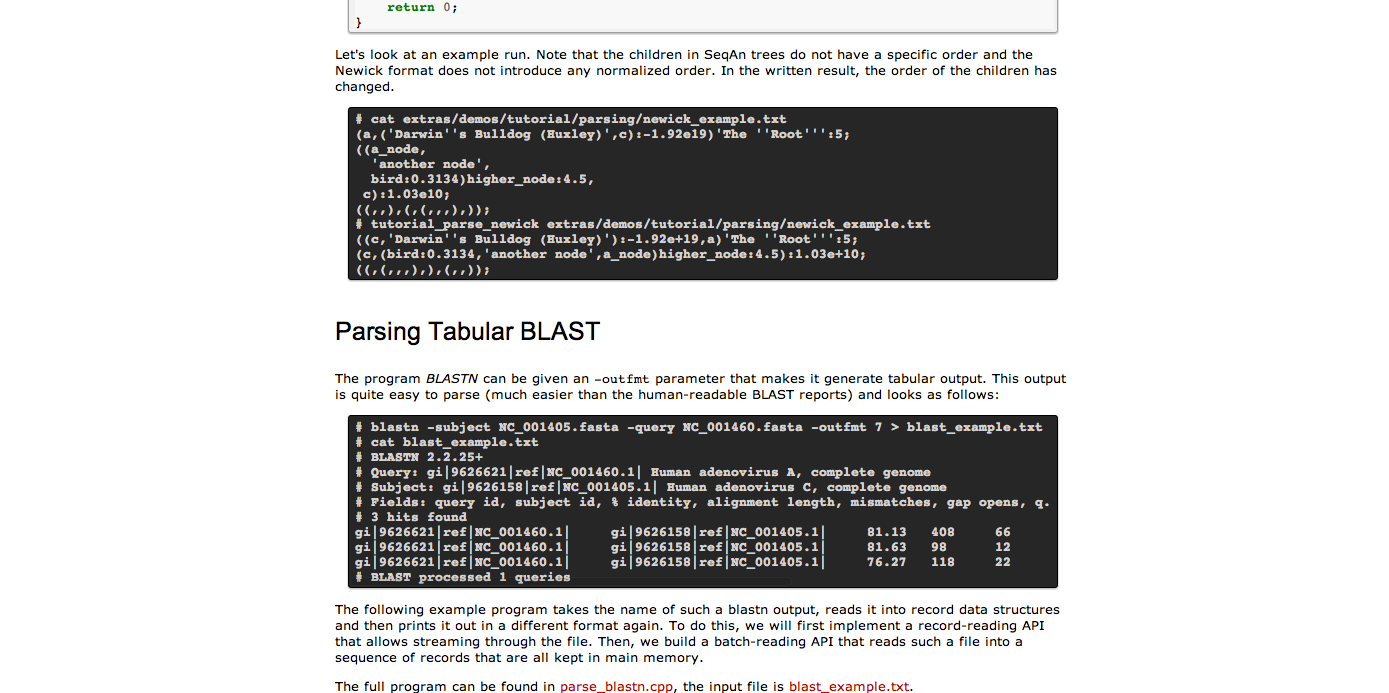 return 0;
}
Let's look at an example run. Note that the children in SeqAn trees do not have a specific order and the
Newick format does not introduce any normalized order. In the written result, the order of the children has
changed.
# cat extras/demos/tutorial/parsing/newick_example.txt
(a,('Darwin''s Bulldog (Huxley)',c):-1.92e19)'The ''Root''':5;
((a_node,
'another node',
bird:0.3134)higher_node:4.5,
c):1.03e10;
((,,),(,(,,,),));
# tutorial_parse_newick extras/demos/tutorial/parsing/newick_example.txt
((c,'Darwin''s Bulldog (Huxley)'):-1.92e+19,a)'The ''Root''':5;
(c,(bird:0.3134,'another node',a_node)higher_node:4.5):1.03e+10;
((,(,,,),),(,,));
Parsing Tabular BLAST
The program BLASTN can be given an -outfmt parameter that makes it generate tabular output. This output
is quite easy to parse (much easier than the human-readable BLAST reports) and looks as follows:
# blastn -subject NC_001405.fasta -query NC_001460.fasta -outfmt 7 > blast_example.txt
# cat blast_example.txt
# BLASTN 2.2.25+
# Query: gi|9626621|ref|NC_001460.1| Human adenovirus A, complete genome
# Subject: gi|9626158|ref|NC_001405.1| Human adenovirus C, complete genome
# Fields: query id, subject id, % identity, alignment length, mismatches, gap opens, q.
# 3 hits found
gi|9626621|ref|NC_001460.1| gi|9626158|ref|NC_001405.1| 81.13 408 66
gi|9626621|ref|NC_001460.1| gi|9626158|ref|NC_001405.1| 81.63 98 12
gi|9626621|ref|NC_001460.1| gi|9626158|ref|NC_001405.1| 76.27 118 22
# BLAST processed 1 queries
The following example program takes the name of such a blastn output, reads it into record data structures
and then prints it out in a different format again. To do this, we will first implement a record-reading API
that allows streaming through the file. Then, we build a batch-reading API that reads such a file into a
sequence of records that are all kept in main memory.
The full program can be found in parse_blastn.cpp, the input file is blast_example.txt.